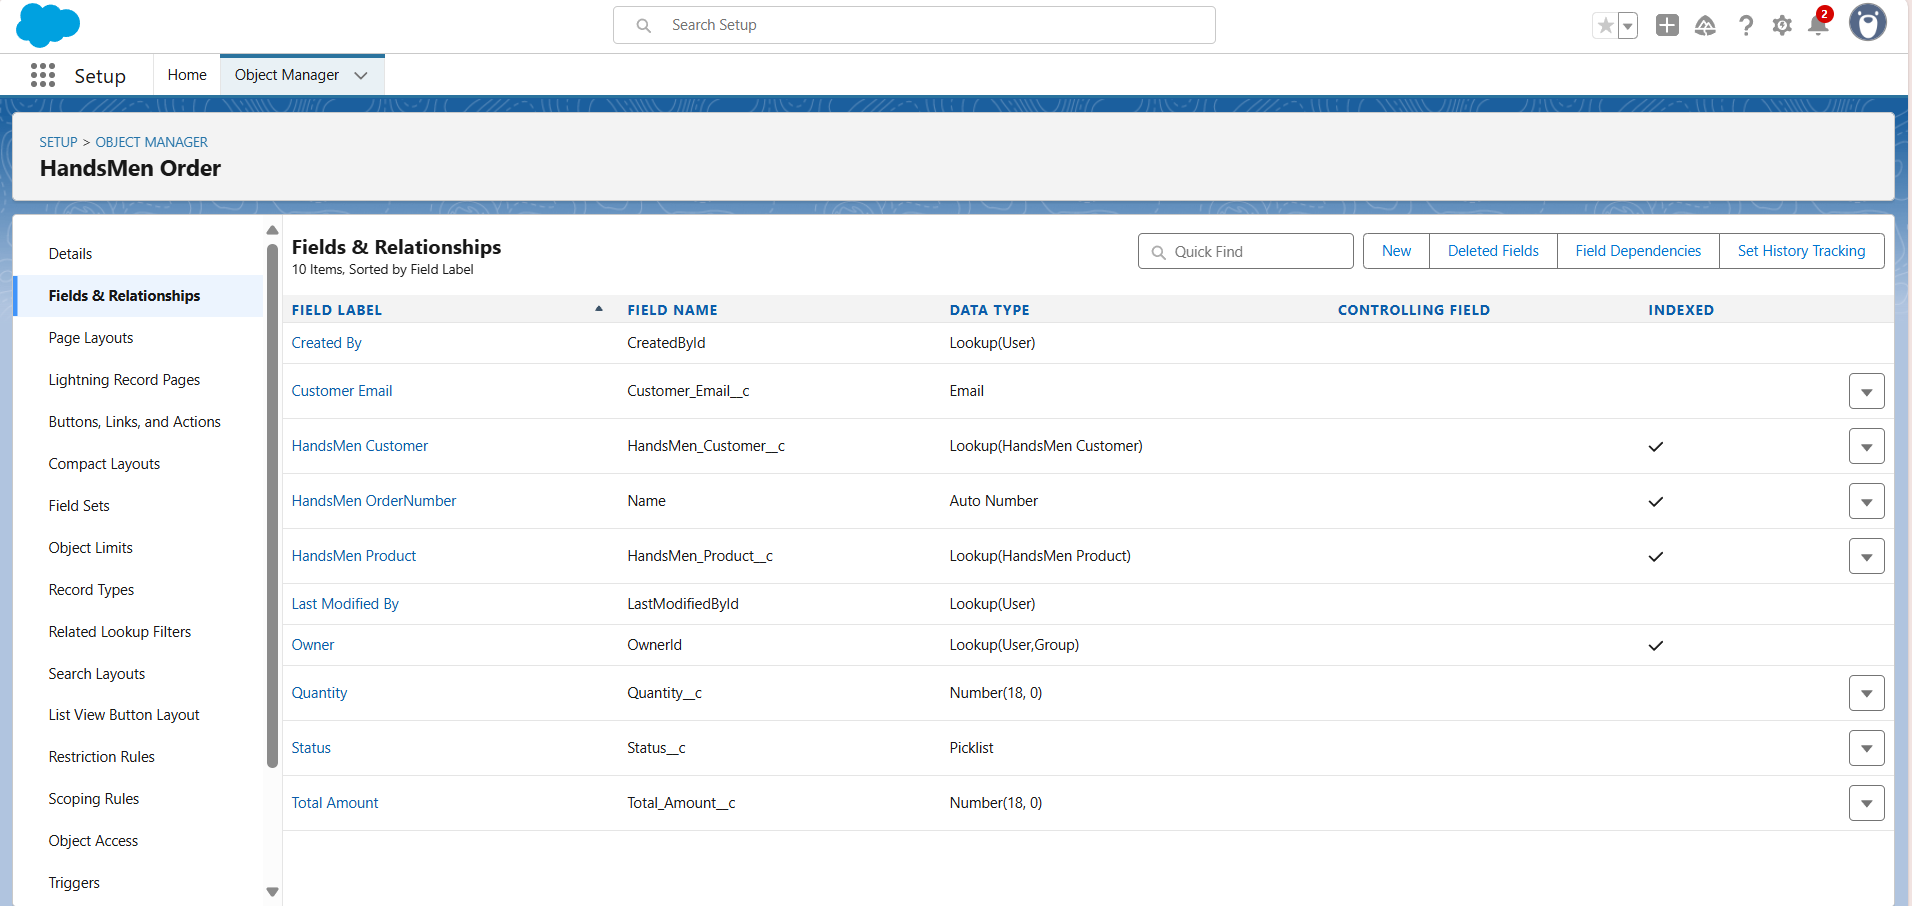 Search Setup
2
Setup
Home
Object Manager
SETUP > OBJECT MANAGER
HandsMen Order
Details
Fields & Relationships
Page Layouts
Lightning Record Pages
Buttons, Links, and Actions
Compact Layouts
Field Sets
Object Limits
Record Types
Related Lookup Filters
Search Layouts
List View Button Layout
Restriction Rules
Scoping Rules
Object Access
Triggers
Fields & Relationships
10 Items, Sorted by Field Label
Quick Find
New
Deleted Fields
Field Dependencies
Set History Tracking
FIELD LABEL FIELD NAME DATA TYPE CONTROLLING FIELD INDEXED
Created By CreatedById Lookup(User)
Customer Email Customer_Email__c Email
HandsMen Customer HandsMen_Customer__c Lookup(HandsMen Customer)
HandsMen OrderNumber Name Auto Number
HandsMen Product HandsMen_Product__c Lookup(HandsMen Product)
Last Modified By LastModifiedById Lookup(User)
Owner OwnerId Lookup(User,Group)
Quantity Quantity__c Number(18, 0)
Status Status__c Picklist
Total Amount Total_Amount__c Number(18, 0)